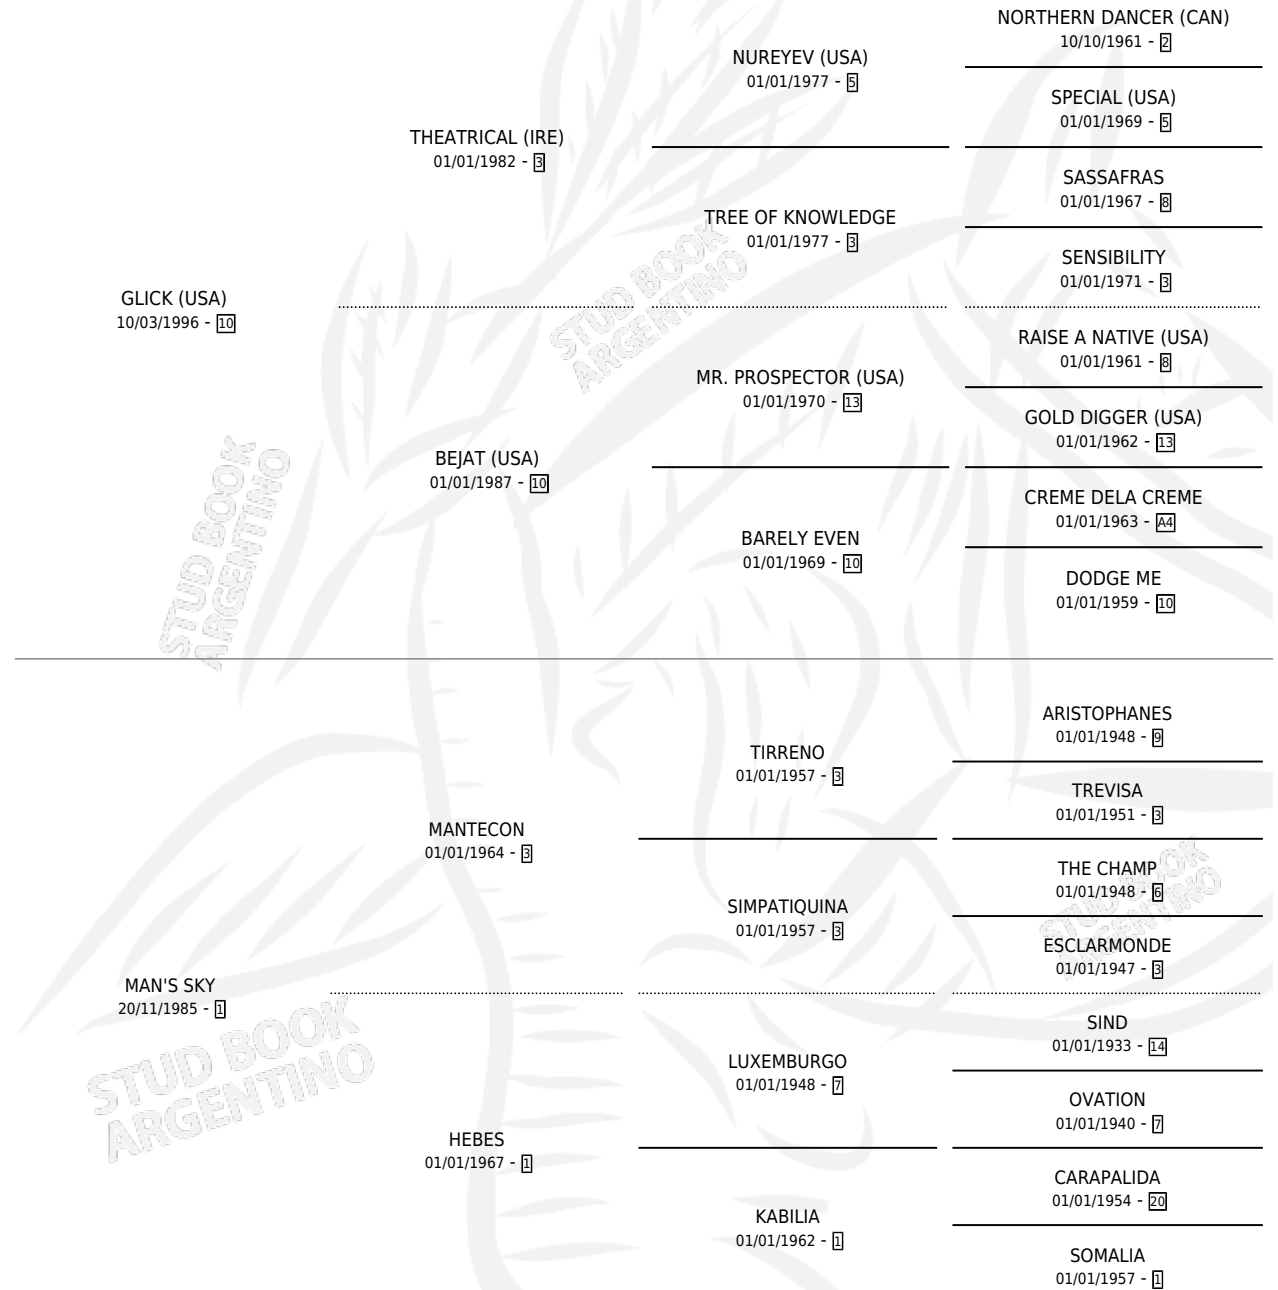 GLICK (USA)
10/03/1996 - 10
THEATRICAL (IRE)
01/01/1982 - 3
BEJAT (USA)
01/01/1987 - 10
NUREYEV (USA)
01/01/1977 - 5
TREE OF KNOWLEDGE
01/01/1977 - 3
MR. PROSPECTOR (USA)
01/01/1970 - 13
BARELY EVEN
01/01/1969 - 10
NORTHERN DANCER (CAN)
10/10/1961 - 2
SPECIAL (USA)
01/01/1969 - 5
SASSAFRAS
01/01/1967 - 8
SENSIBILITY
01/01/1971 - 3
RAISE A NATIVE (USA)
01/01/1961 - 8
GOLD DIGGER (USA)
01/01/1962 - 13
CREME DELA CREME
01/01/1963 - A4
DODGE ME
01/01/1959 - 10
MAN'S SKY
20/11/1985 - 1
MANTECON
01/01/1964 - 3
HEBES
01/01/1967 - 1
TIRRENO
01/01/1957 - 3
SIMPATIQUINA
01/01/1957 - 3
LUXEMBURGO
01/01/1948 - 7
KABILIA
01/01/1962 - 1
ARISTOPHANES
01/01/1948 - 9
TREVISA
01/01/1951 - 3
THE CHAMP
01/01/1948 - 6
ESCLARMONDE
01/01/1947 - 3
SIND
01/01/1933 - 14
OVATION
01/01/1940 - 7
CARAPALIDA
01/01/1954 - 20
SOMALIA
01/01/1957 - 1
STUD BOOK
ARGENTINO
STUD BOOK
ARGENTINO
STUD BOOK
ARGENTINO
STUD BOOK
ARGENTINO